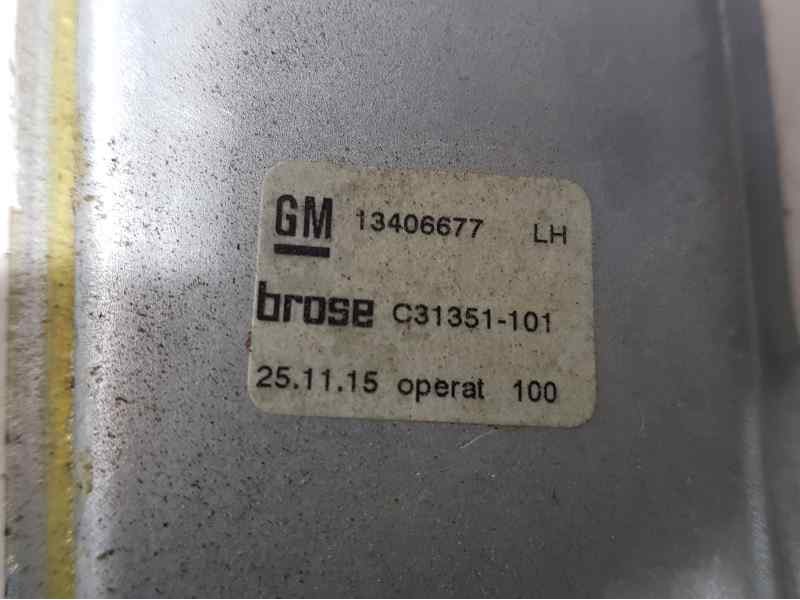 GM 13406677 LH
brose C31351-101
25.11.15 operat 100